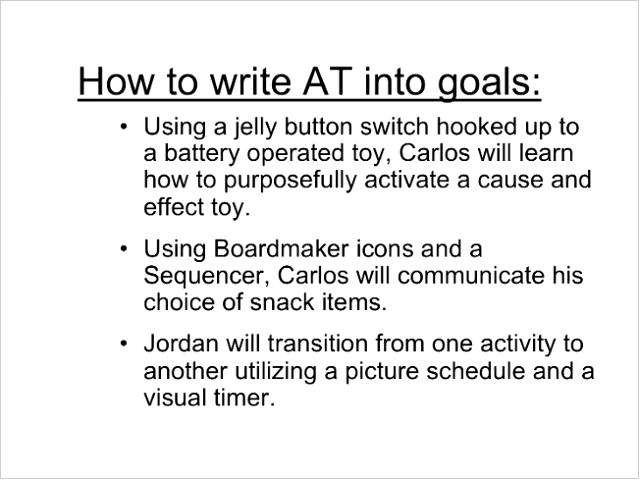 How to write AT into goals:
• Using a jelly button switch hooked up to
a battery operated toy, Carlos will learn
how to purposefully activate a cause and
effect toy.
• Using Boardmaker icons and a
Sequencer, Carlos will communicate his
choice of snack items.
• Jordan will transition from one activity to
another utilizing a picture schedule and a
visual timer.